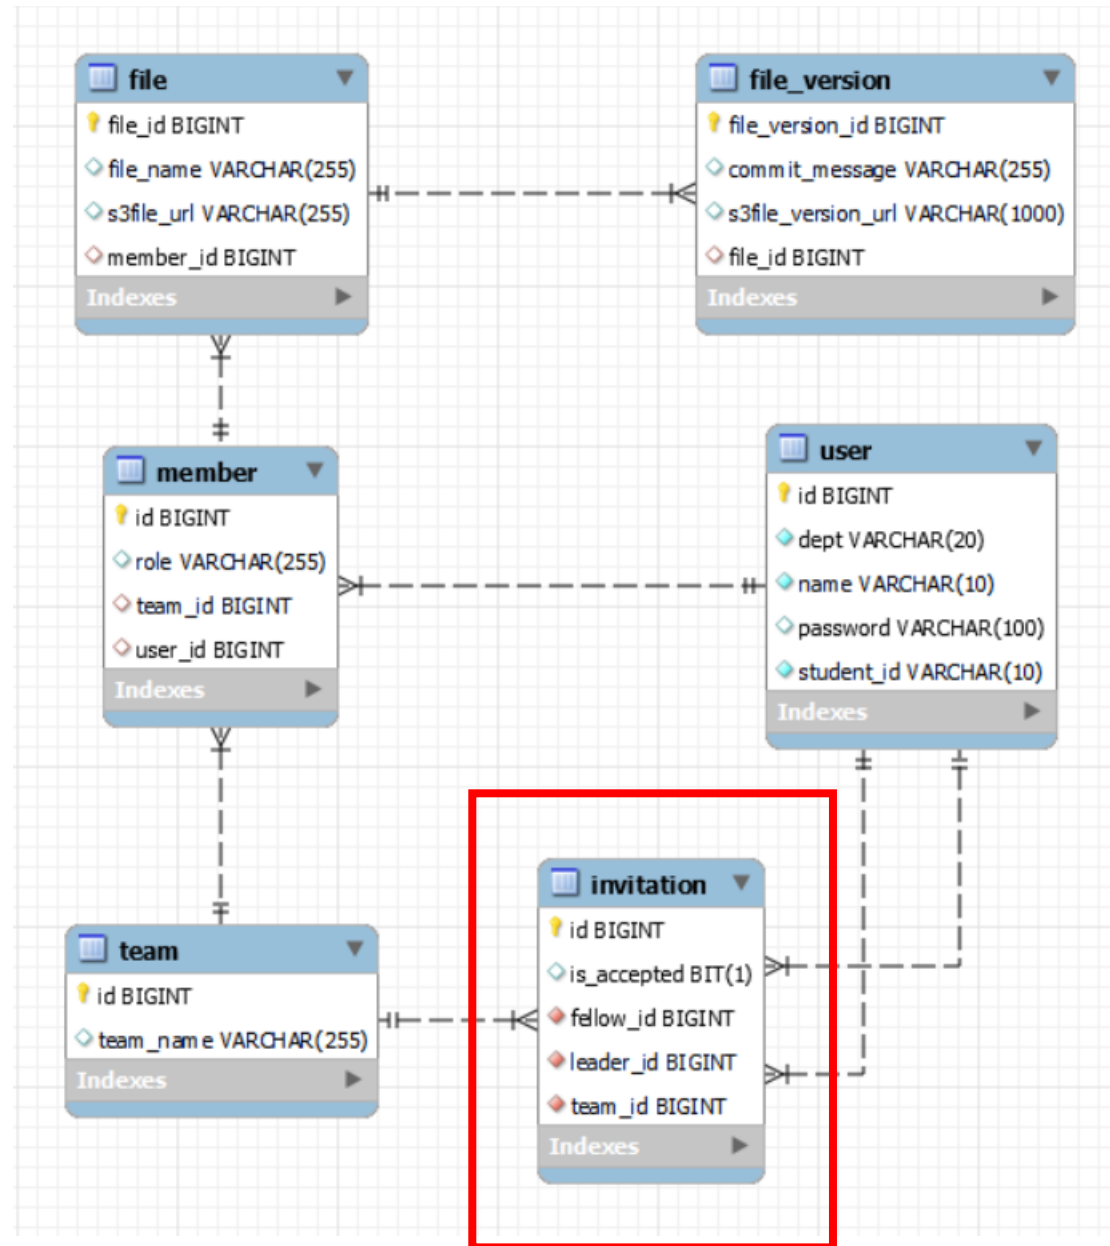 file
file_id BIGINT
file_name VARCHAR(255)
s3file_url VARCHAR(255)
member_id BIGINT
Indexes
file_version
file_version_id BIGINT
commit_message VARCHAR(255)
s3file_version_url VARCHAR(1000)
file_id BIGINT
Indexes
member
id BIGINT
role VARCHAR(255)
team_id BIGINT
user_id BIGINT
Indexes
user
id BIGINT
dept VARCHAR(20)
name VARCHAR(10)
password VARCHAR(100)
student_id VARCHAR(10)
Indexes
team
id BIGINT
team_name VARCHAR(255)
Indexes
invitation
id BIGINT
is_accepted BIT(1)
fellow_id BIGINT
leader_id BIGINT
team_id BIGINT
Indexes